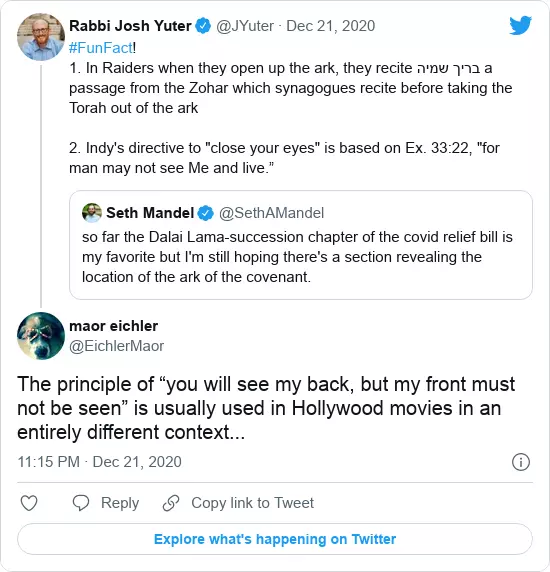 Rabbi Josh Yuter @JYuter · Dec 21, 2020
#FunFact!
1. In Raiders when they open up the ark, they recite בריך שמיה a
passage from the Zohar which synagogues recite before taking the
Torah out of the ark
2. Indy's directive to "close your eyes" is based on Ex. 33:22, "for
man may not see Me and live.”
Seth Mandel @SethAMandel
so far the Dalai Lama-succession chapter of the covid relief bill is
my favorite but I'm still hoping there's a section revealing the
location of the ark of the covenant.
maor eichler
@EichlerMaor
The principle of “you will see my back, but my front must
not be seen” is usually used in Hollywood movies in an
entirely different context...
11:15 PM · Dec 21, 2020
Reply Copy link to Tweet
Explore what's happening on Twitter